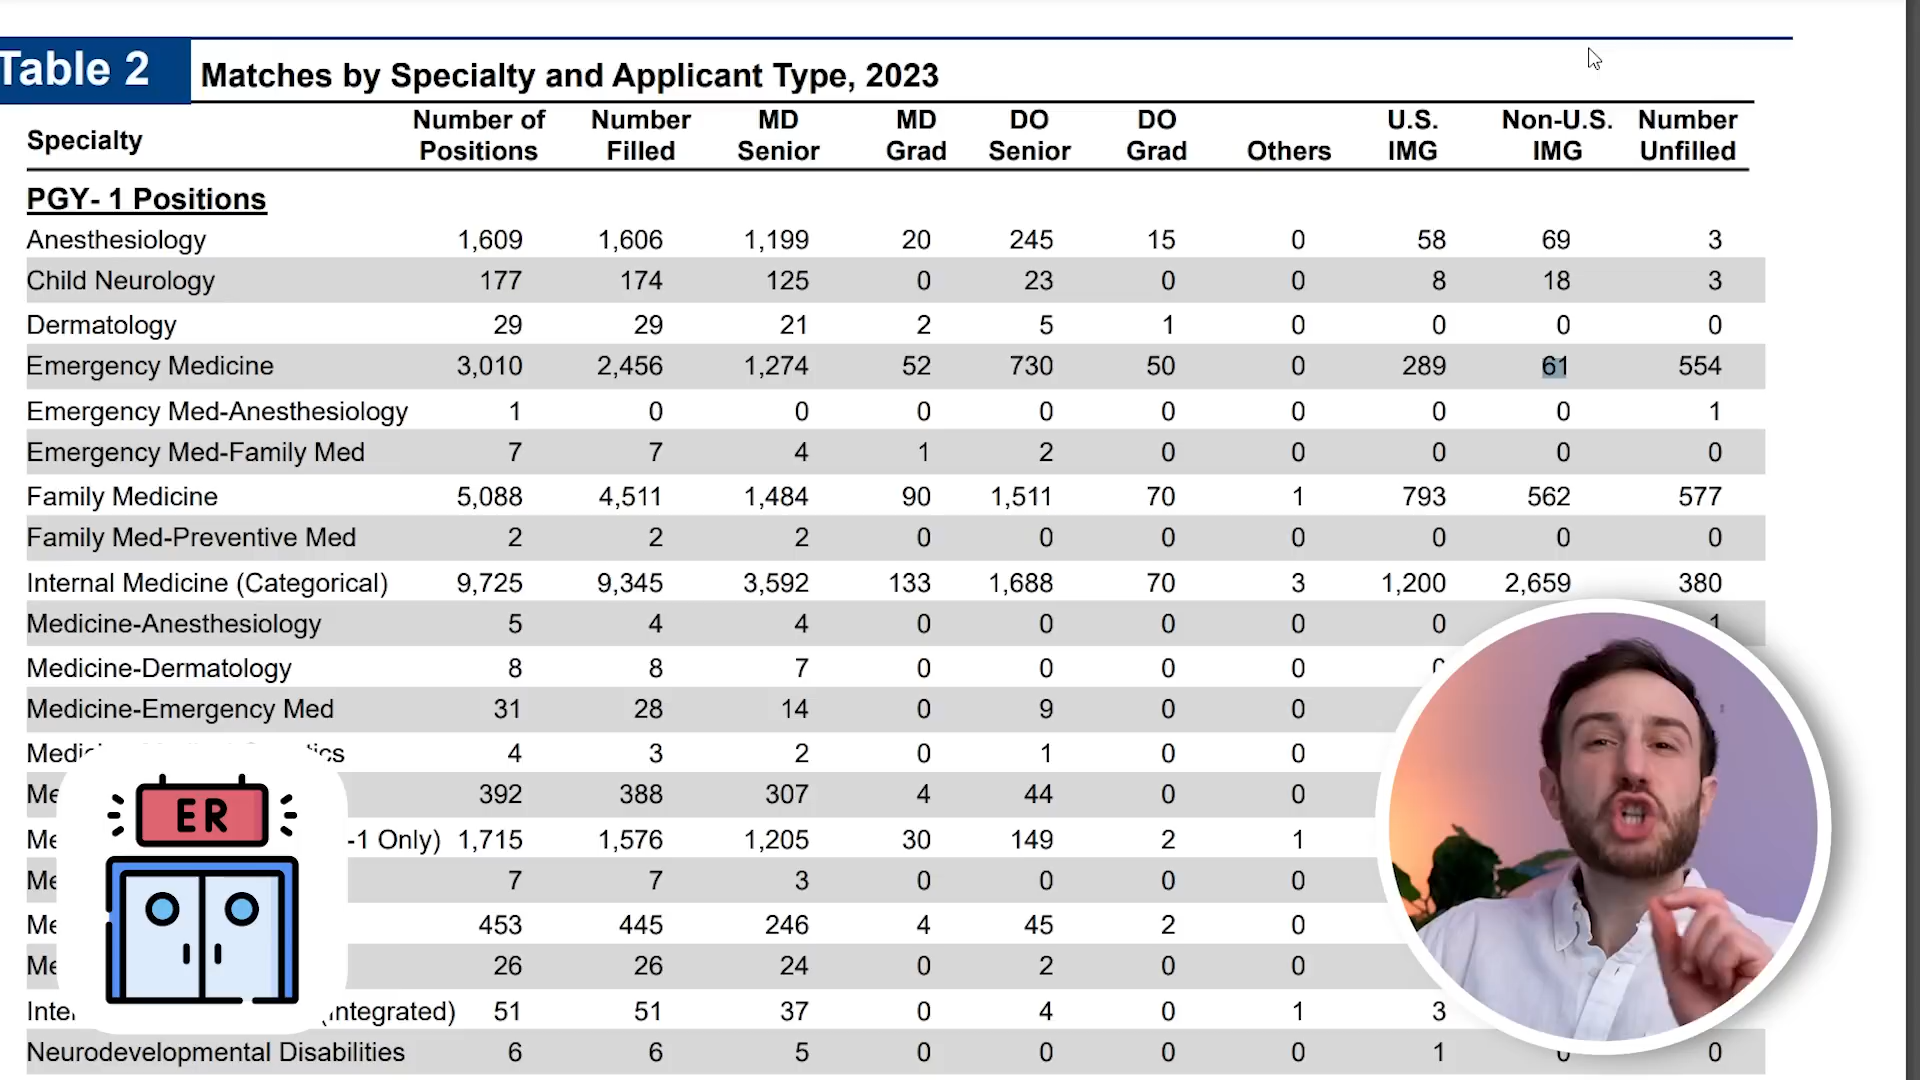 Table 2 Matches by Specialty and Applicant Type, 2023
Specialty Number of Positions Number Filled MD Senior MD Grad DO Senior DO Grad Others U.S. IMG Non-U.S. IMG Number Unfilled
PGY- 1 Positions
Anesthesiology 1,609 1,606 1,199 20 245 15 0 58 69 3
Child Neurology 177 174 125 0 23 0 0 8 18 3
Dermatology 29 29 21 2 5 1 0 0 0 0
Emergency Medicine 3,010 2,456 1,274 52 730 50 0 289 61 554
Emergency Med-Anesthesiology 1 0 0 0 0 0 0 0 0 1
Emergency Med-Family Med 7 7 4 1 2 0 0 0 0 0
Family Medicine 5,088 4,511 1,484 90 1,511 70 1 793 562 577
Family Med-Preventive Med 2 2 2 0 0 0 0 0 0 0
Internal Medicine (Categorical) 9,725 9,345 3,592 133 1,688 70 3 1,200 2,659 380
Medicine-Anesthesiology 5 4 4 0 0 0 0 0 1
Medicine-Dermatology 8 8 7 0 0 0 0
Medicine-Emergency Med 31 28 14 0 9 0 0
4 3 2 0 1 0 0
392 388 307 4 44 0 0
-1 Only) 1,715 1,576 1,205 30 149 2 1
7 7 3 0 0 0 0
453 445 246 4 45 2 0
26 26 24 0 2 0 0
(Integrated) 51 51 37 0 4 0 1 3
Neurodevelopmental Disabilities 6 6 5 0 0 0 0 1 0 0
ER